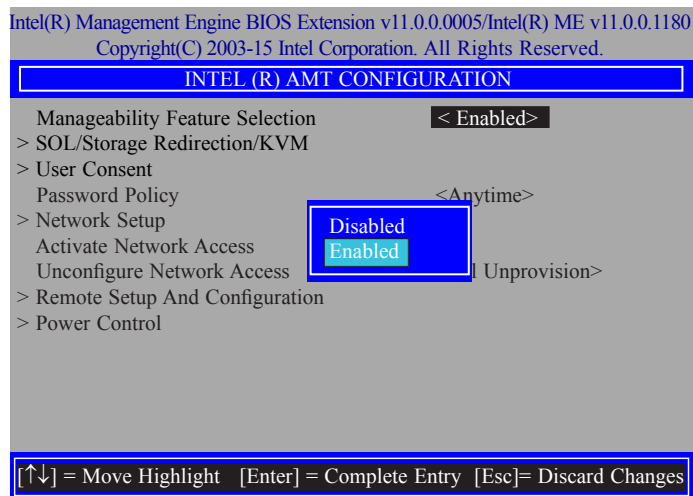 Intel(R) Management Engine BIOS Extension v11.0.0.0005/Intel(R) ME v11.0.0.1180
Copyright(C) 2003-15 Intel Corporation. All Rights Reserved.
INTEL (R) AMT CONFIGURATION
Manageability Feature Selection < Enabled>
> SOL/Storage Redirection/KVM
> User Consent
Password Policy <Anytime>
> Network Setup
Disabled
Activate Network Access
Enabled
Unconfigure Network Access Unprovision>
> Remote Setup And Configuration
> Power Control
[↑↓] = Move Highlight [Enter] = Complete Entry [Esc]= Discard Changes